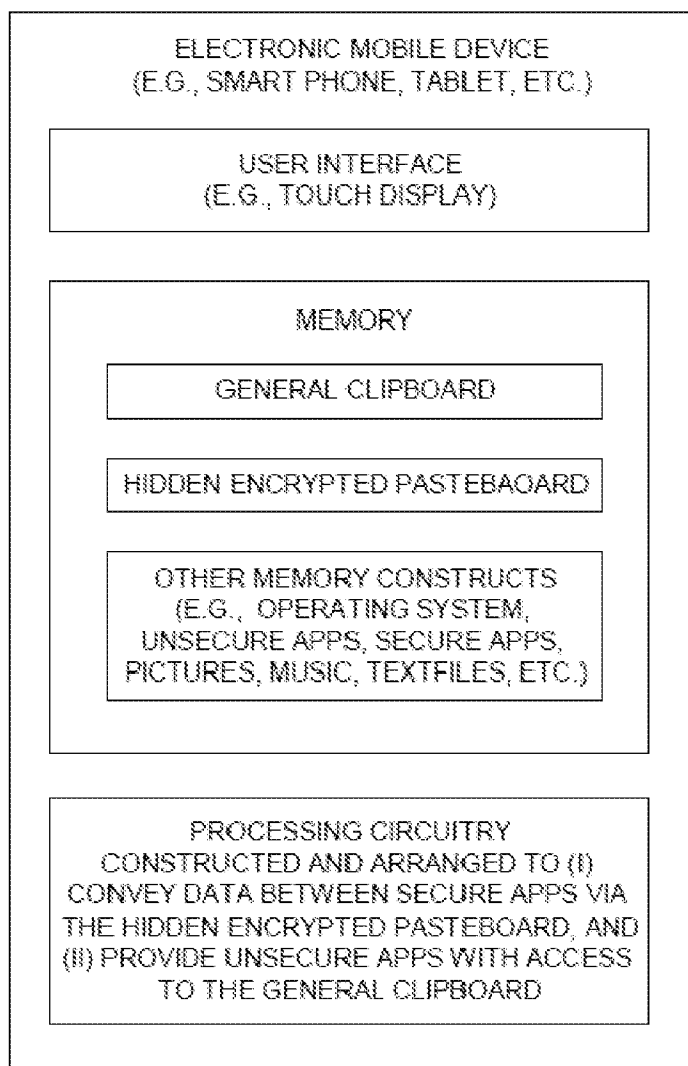 ELECTRONIC MOBILE DEVICE
(E.G., SMART PHONE, TABLET, ETC.)
USER INTERFACE
(E.G., TOUCH DISPLAY)
MEMORY
GENERAL CLIPBOARD
HIDDEN ENCRYPTED PASTEBAOARD
OTHER MEMORY CONSTRUCTS
(E.G., OPERATING SYSTEM,
UNSECURE APPS, SECURE APPS,
PICTURES, MUSIC, TEXTFILES, ETC.)
PROCESSING CIRCUITRY
CONSTRUCTED AND ARRANGED TO (I)
CONVEY DATA BETWEEN SECURE APPS VIA
THE HIDDEN ENCRYPTED PASTEBOARD, AND
(II) PROVIDE UNSECURE APPS WITH ACCESS
TO THE GENERAL CLIPBOARD